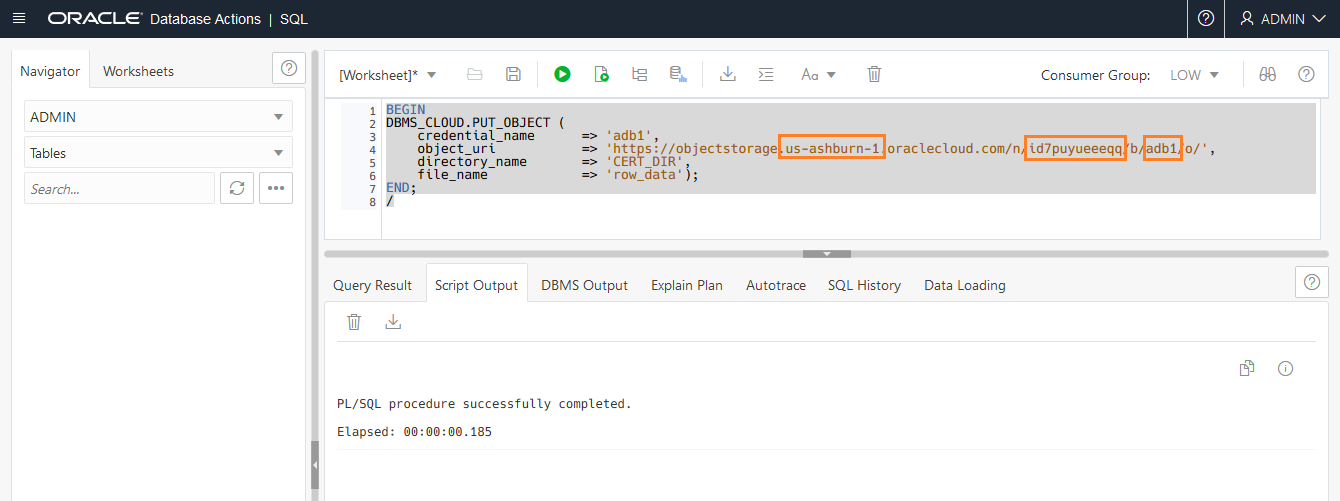 ORACLE Database Actions | SQL
ADMIN
Navigator
Worksheets
ADMIN
Tables
Search...
[Worksheet]*
Aa
Consumer Group: LOW
1 BEGIN
2 DBMS_CLOUD.PUT_OBJECT (
3 credential_name => 'adb1',
4 object_uri => 'https://objectstorage.us-ashburn-1.oraclecloud.com/n/id7puyueeeqq/b/adb1/o/',
5 directory_name => 'CERT_DIR',
6 file_name => 'row_data');
7 END;
8 /
Query Result
Script Output
DBMS Output
Explain Plan
Autotrace
SQL History
Data Loading
PL/SQL procedure successfully completed.
Elapsed: 00:00:00.185